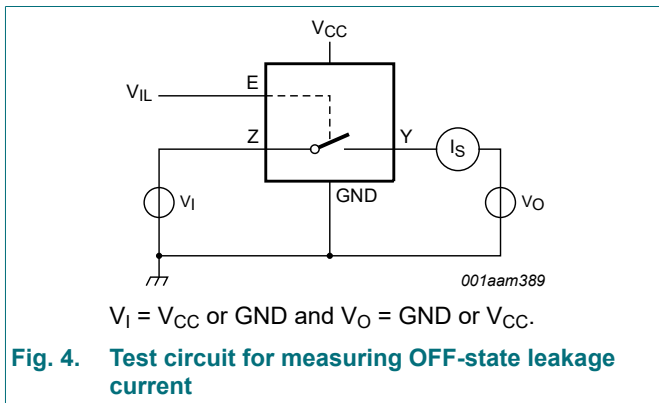 VCC
E
VIL
Z
Y
IS
GND
VI
VO
001aam389
VI = VCC or GND and VO = GND or VCC.
Fig. 4. Test circuit for measuring OFF-state leakage
current